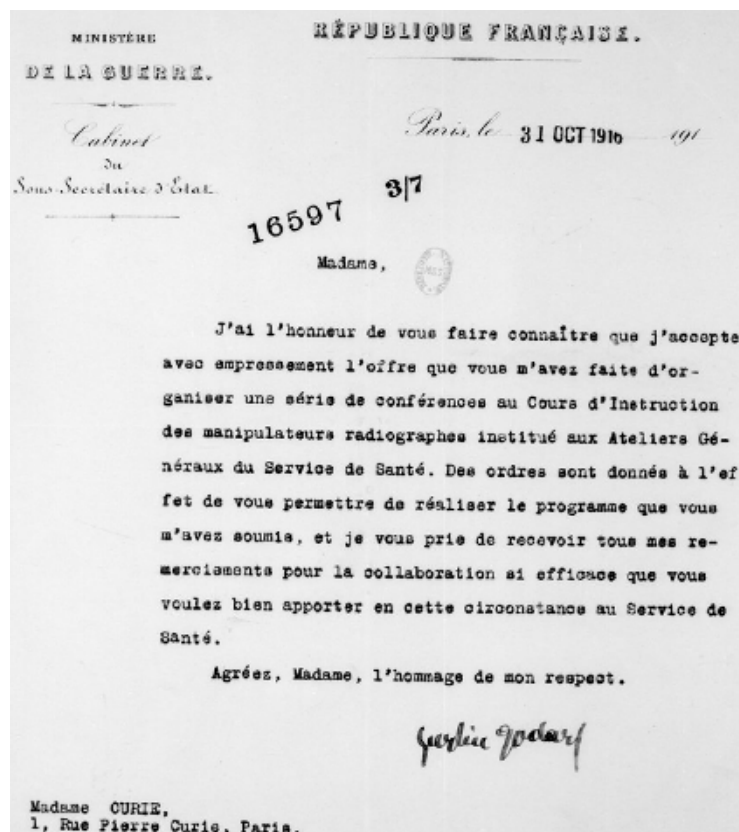 MINISTÈRE
DE LA GUERRE.
Cabinet
du
Sous-Secrétaire d'Etat
RÉPUBLIQUE FRANÇAISE.
Paris, le 31 OCT 1916 191
16597 3/7
Madame,
J'ai l'honneur de vous faire connaître que j'accepte
avec empressement l'offre que vous m'avez faite d'or-
ganiser une série de conférences au Cours d'Instruction
des manipulateurs radiographes institué aux Ateliers Gé-
néraux du Service de Santé. Des ordres sont donnés à l'ef
fet de vous permettre de réaliser le programme que vous
m'avez soumis, et je vous prie de recevoir tous mes re-
merciements pour la collaboration si efficace que vous
voulez bien apporter en cette circonstance au Service de
Santé.
Agréez, Madame, l'hommage de mon respect.
Justin Godart
Madame CURIE,
1, Rue Pierre Curie, Paris.